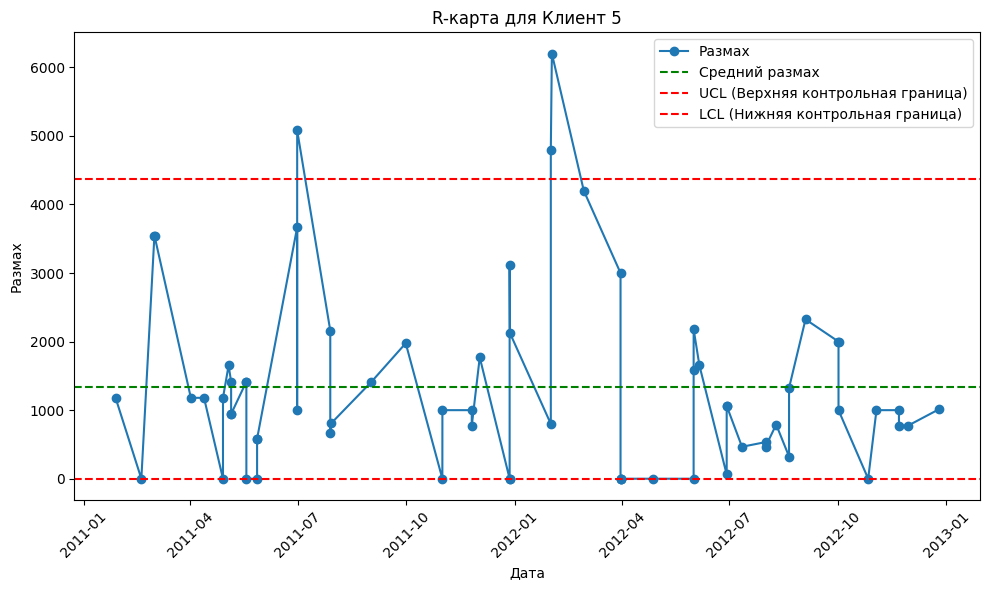 R-карта для Клиент 5
Размах
Средний размах
UCL (Верхняя контрольная граница)
LCL (Нижняя контрольная граница)
Размах
6000
5000
4000
3000
2000
1000
0
2011-01
2011-04
2011-07
2011-10
2012-01
2012-04
2012-07
2012-10
2013-01
Дата